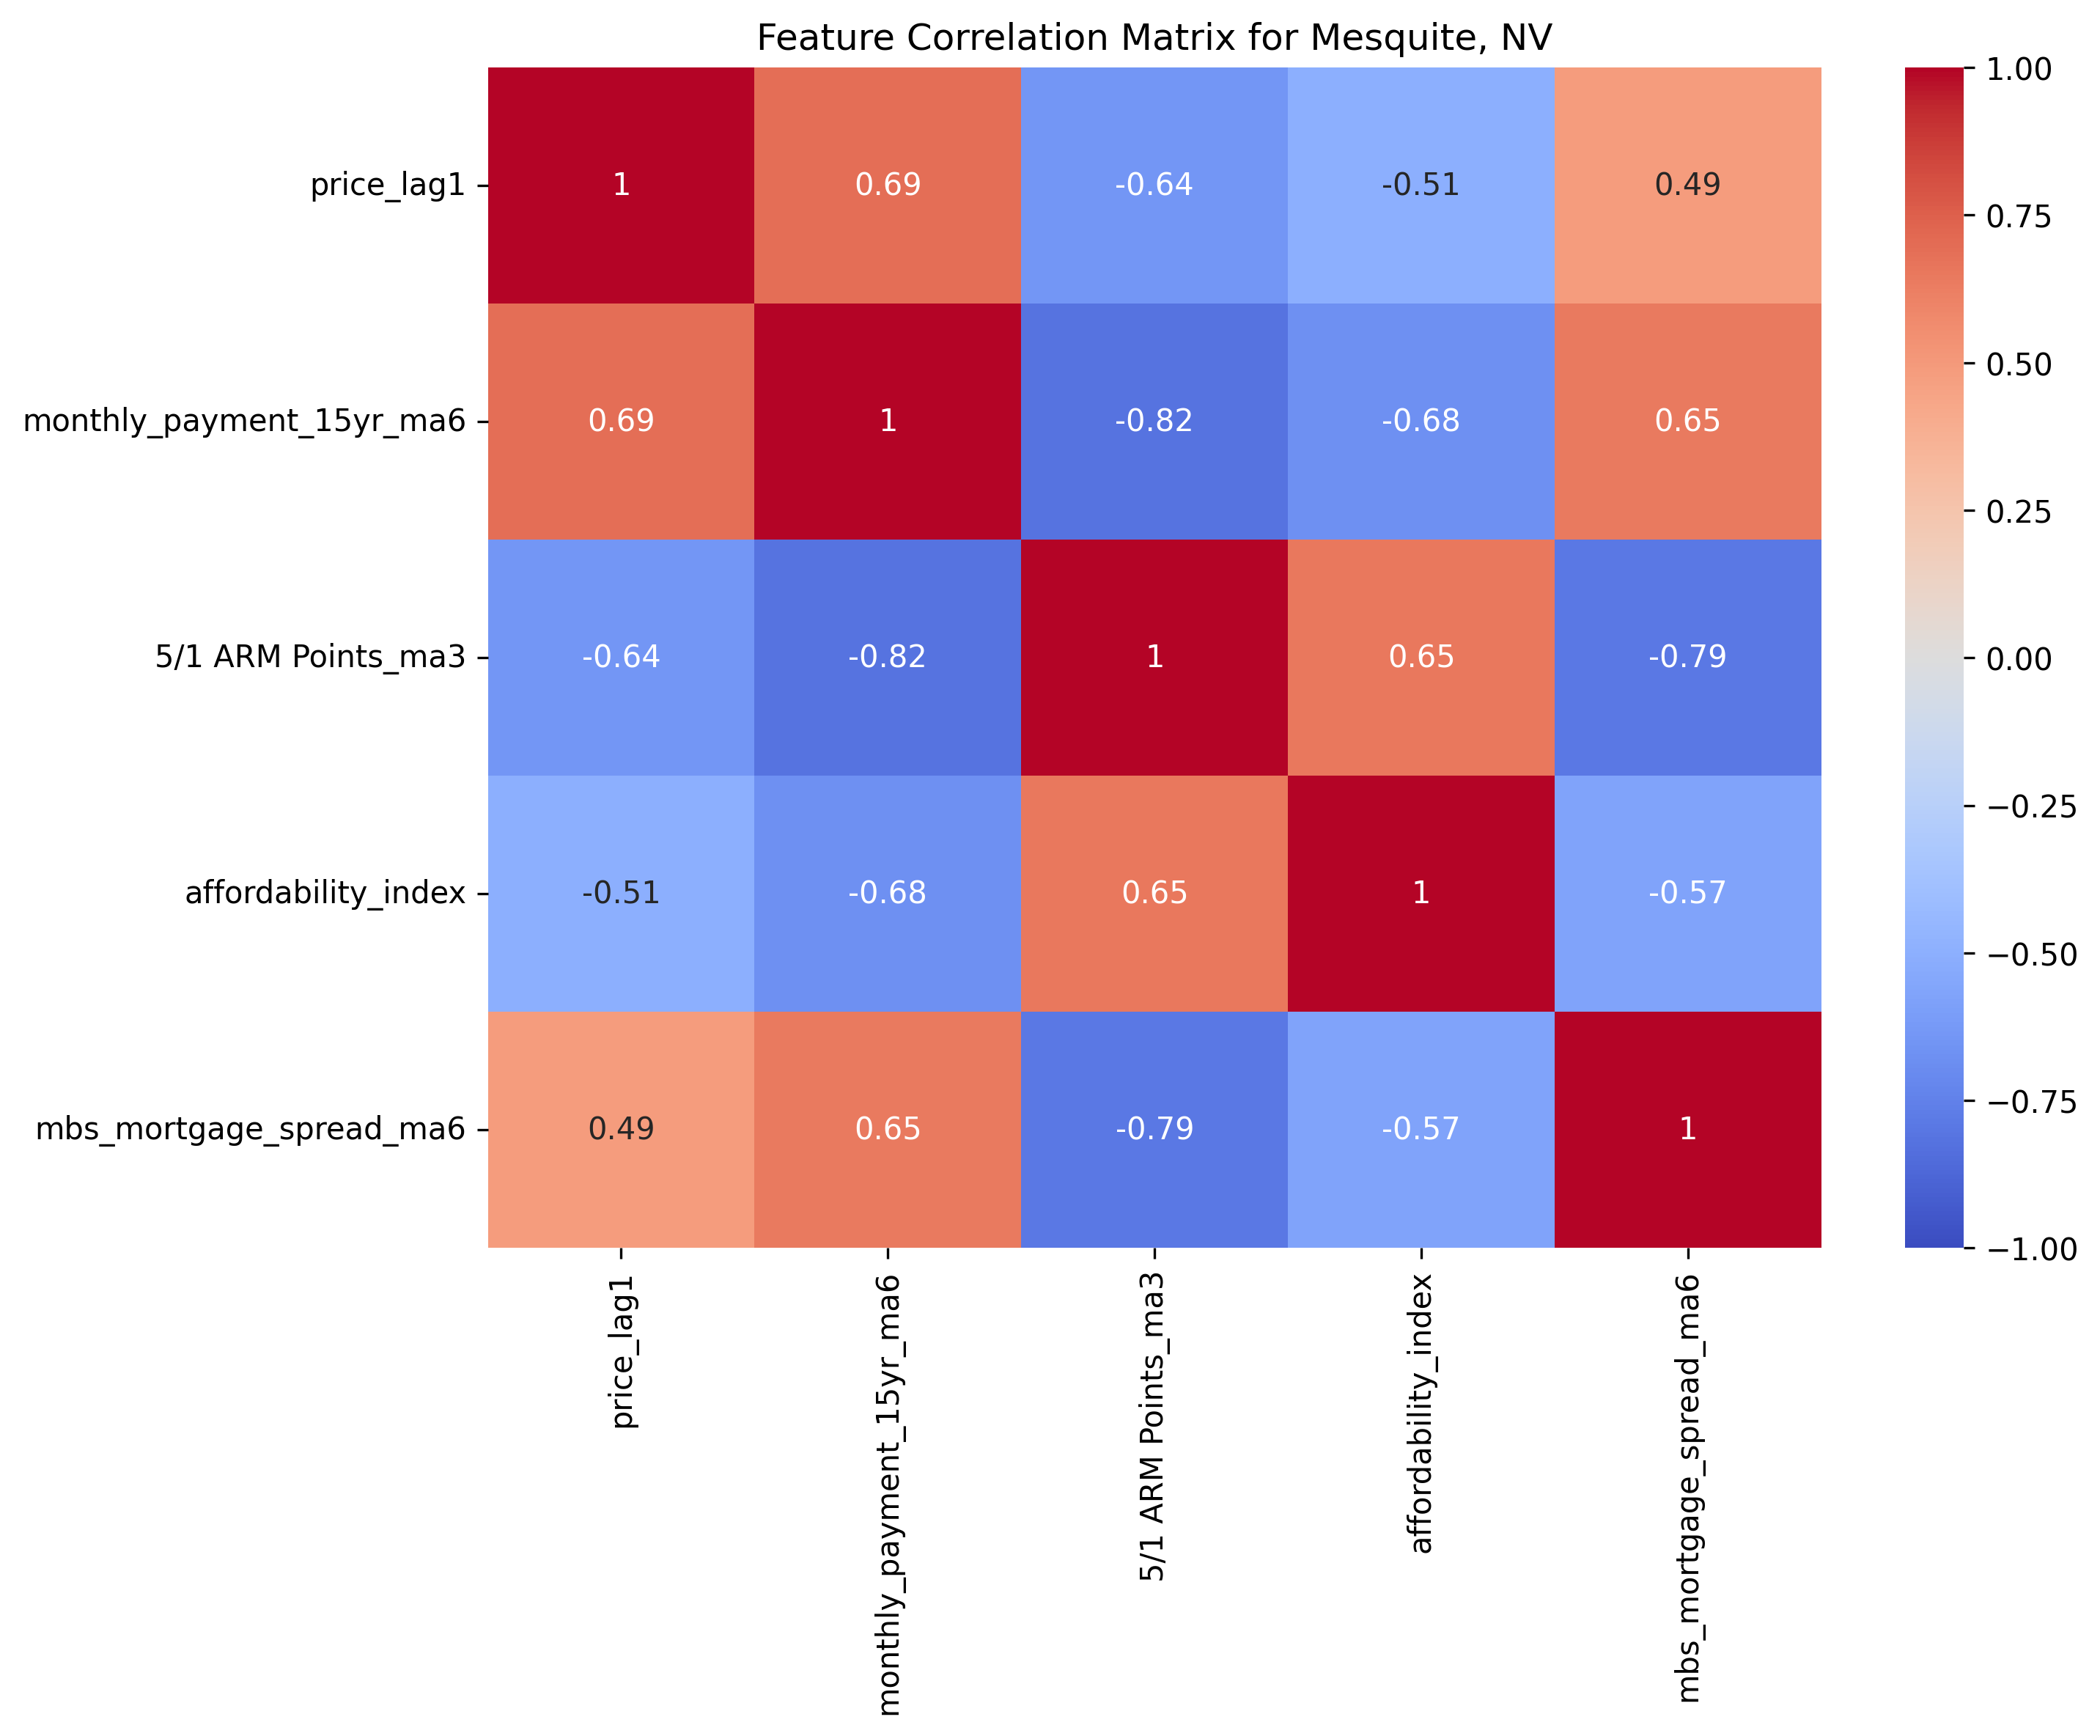 Feature Correlation Matrix for Mesquite, NV
price_lag1 1 0.69 -0.64 -0.51 0.49
monthly_payment_15yr_ma6 0.69 1 -0.82 -0.68 0.65
5/1 ARM Points_ma3 -0.64 -0.82 1 0.65 -0.79
affordability_index -0.51 -0.68 0.65 1 -0.57
mbs_mortgage_spread_ma6 0.49 0.65 -0.79 -0.57 1
price_lag1
monthly_payment_15yr_ma6
5/1 ARM Points_ma3
affordability_index
mbs_mortgage_spread_ma6
1.00
0.75
0.50
0.25
0.00
−0.25
−0.50
−0.75
−1.00